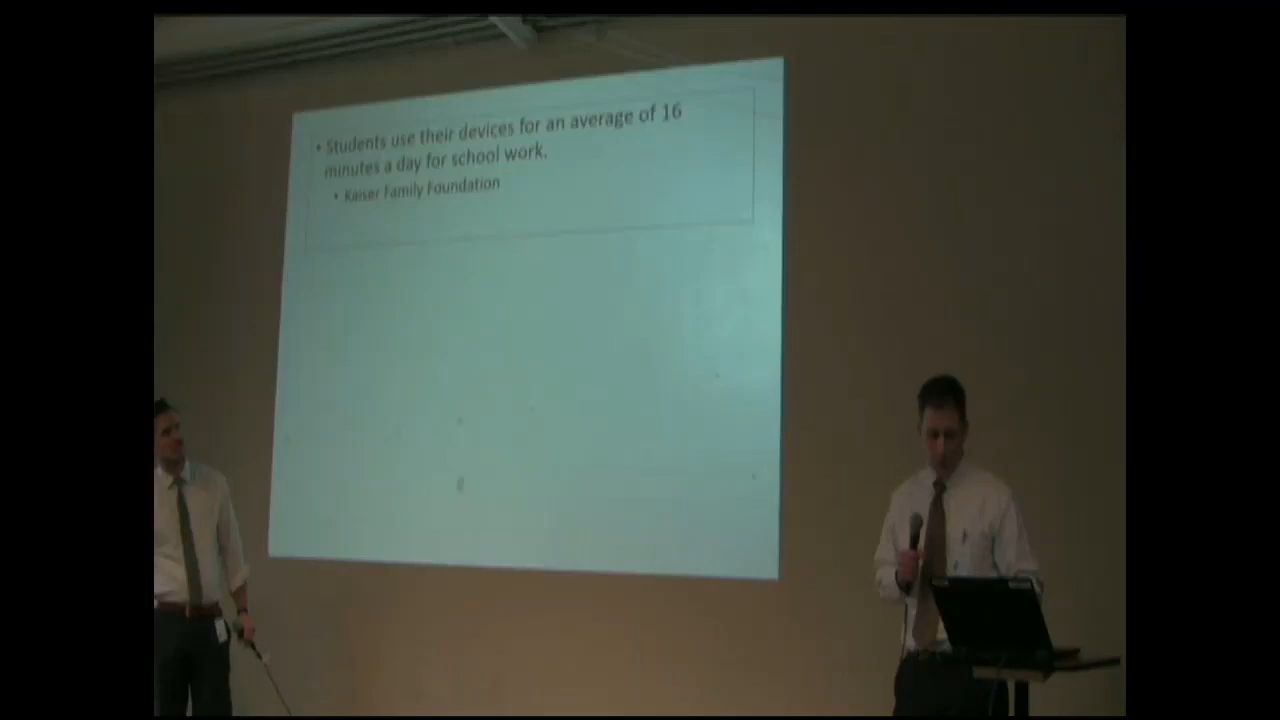 • Students use their devices for an average of 16
minutes a day for school work.
• Kaiser Family Foundation